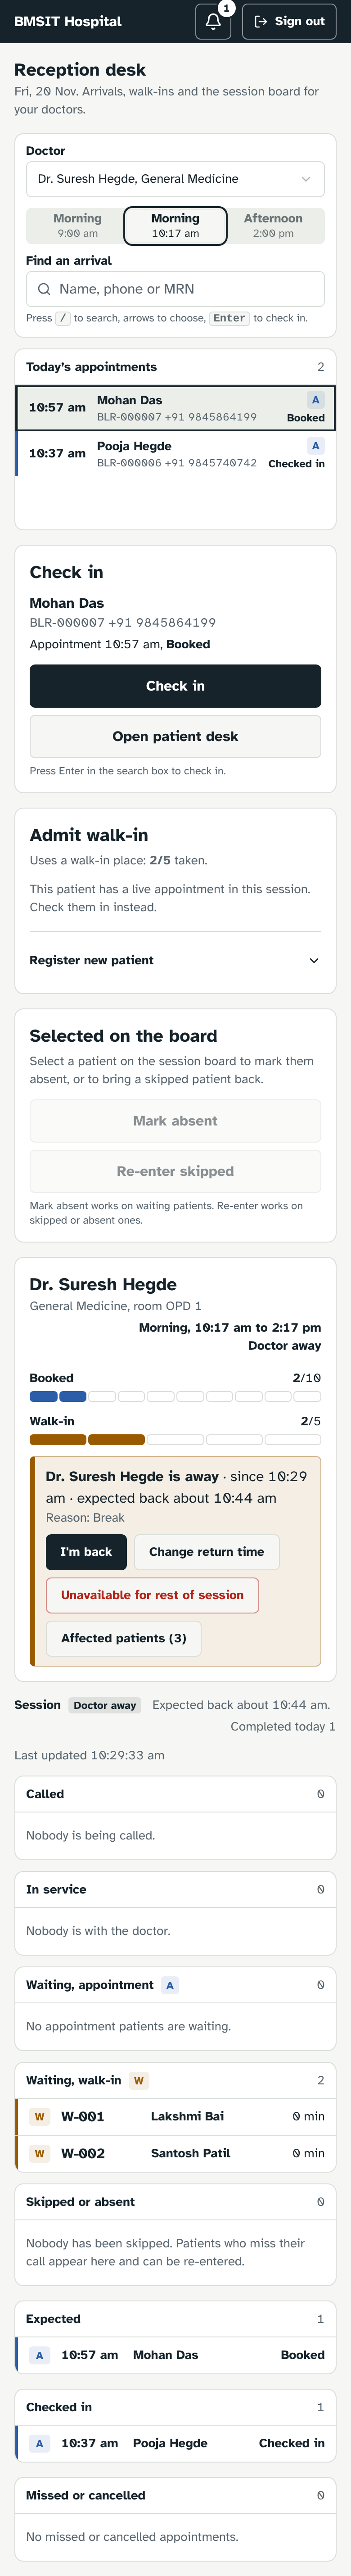 BMSIT Hospital
1
Sign out
Reception desk
Fri, 20 Nov. Arrivals, walk-ins and the session board for
your doctors.
Doctor
Dr. Suresh Hegde, General Medicine
Morning
9:00 am
Morning
10:17 am
Afternoon
2:00 pm
Find an arrival
Name, phone or MRN
Press / to search, arrows to choose, Enter to check in.
Today's appointments 2
10:57 am Mohan Das A
BLR-000007 +91 9845864199 Booked
10:37 am Pooja Hegde A
BLR-000006 +91 9845740742 Checked in
Check in
Mohan Das
BLR-000007 +91 9845864199
Appointment 10:57 am, Booked
Check in
Open patient desk
Press Enter in the search box to check in.
Admit walk-in
Uses a walk-in place: 2/5 taken.
This patient has a live appointment in this session.
Check them in instead.
Register new patient
Selected on the board
Select a patient on the session board to mark them
absent, or to bring a skipped patient back.
Mark absent
Re-enter skipped
Mark absent works on waiting patients. Re-enter works on
skipped or absent ones.
Dr. Suresh Hegde
General Medicine, room OPD 1
Morning, 10:17 am to 2:17 pm
Doctor away
Booked 2/10
Walk-in 2/5
Dr. Suresh Hegde is away · since 10:29
am · expected back about 10:44 am
Reason: Break
I'm back
Change return time
Unavailable for rest of session
Affected patients (3)
Session Doctor away Expected back about 10:44 am.
Completed today 1
Last updated 10:29:33 am
Called 0
Nobody is being called.
In service 0
Nobody is with the doctor.
Waiting, appointment A 0
No appointment patients are waiting.
Waiting, walk-in W 2
W W-001 Lakshmi Bai 0 min
W W-002 Santosh Patil 0 min
Skipped or absent 0
Nobody has been skipped. Patients who miss their
call appear here and can be re-entered.
Expected 1
A 10:57 am Mohan Das Booked
Checked in 1
A 10:37 am Pooja Hegde Checked in
Missed or cancelled 0
No missed or cancelled appointments.